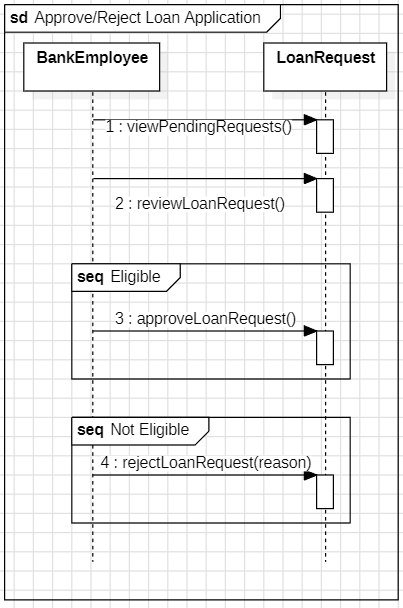 sd Approve/Reject Loan Application
BankEmployee
LoanRequest
1 : viewPendingRequests()
2 : reviewLoanRequest()
seq Eligible
3 : approveLoanRequest()
seq Not Eligible
4 : rejectLoanRequest(reason)